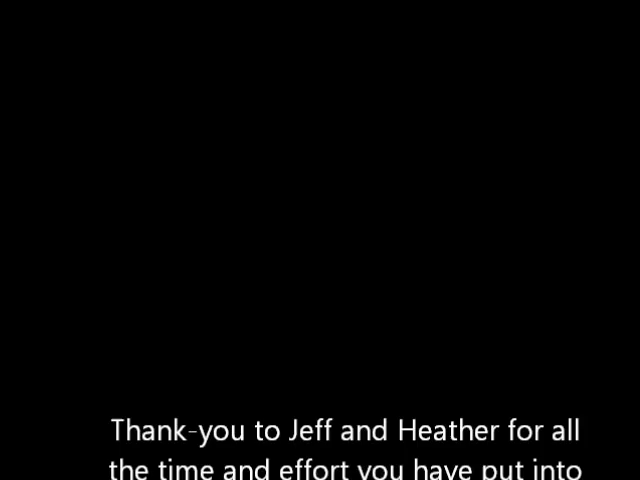 Thank-you to Jeff and Heather for all
the time and effort you have put into